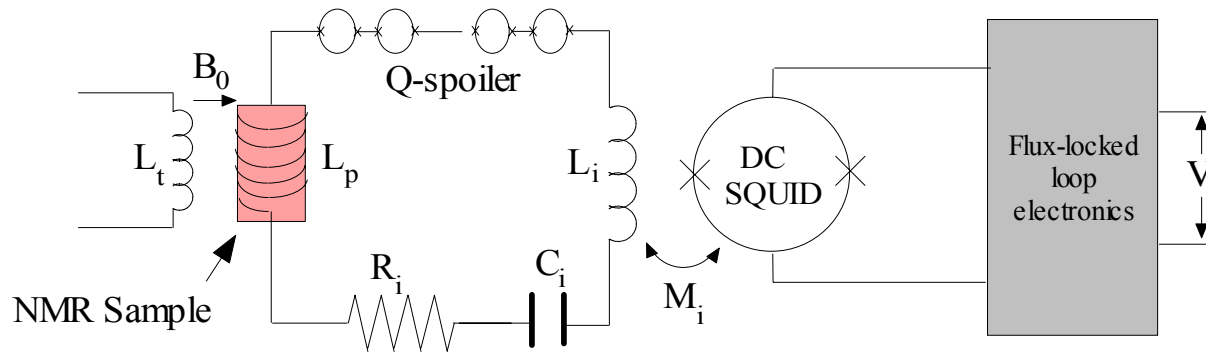 Q-spoiler
B0
Lt
Lp
Li
DC
SQUID
Flux-locked
loop
electronics
V
NMR Sample
Ri
Ci
Mi